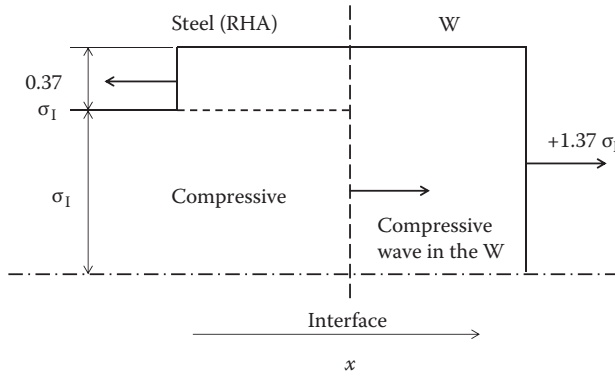 Steel (RHA)
W
0.37
σI
+1.37 σI
σI
Compressive
Compressive
wave in the W
Interface
x